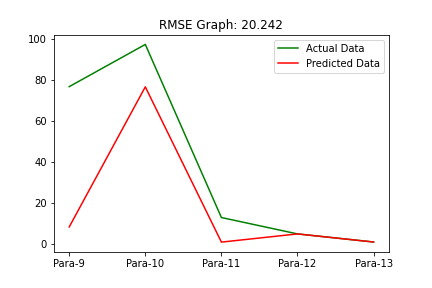 RMSE Graph: 20.242
100
80
60
40
20
0
Actual Data
Predicted Data
Para-9
Para-10
Para-11
Para-12
Para-13